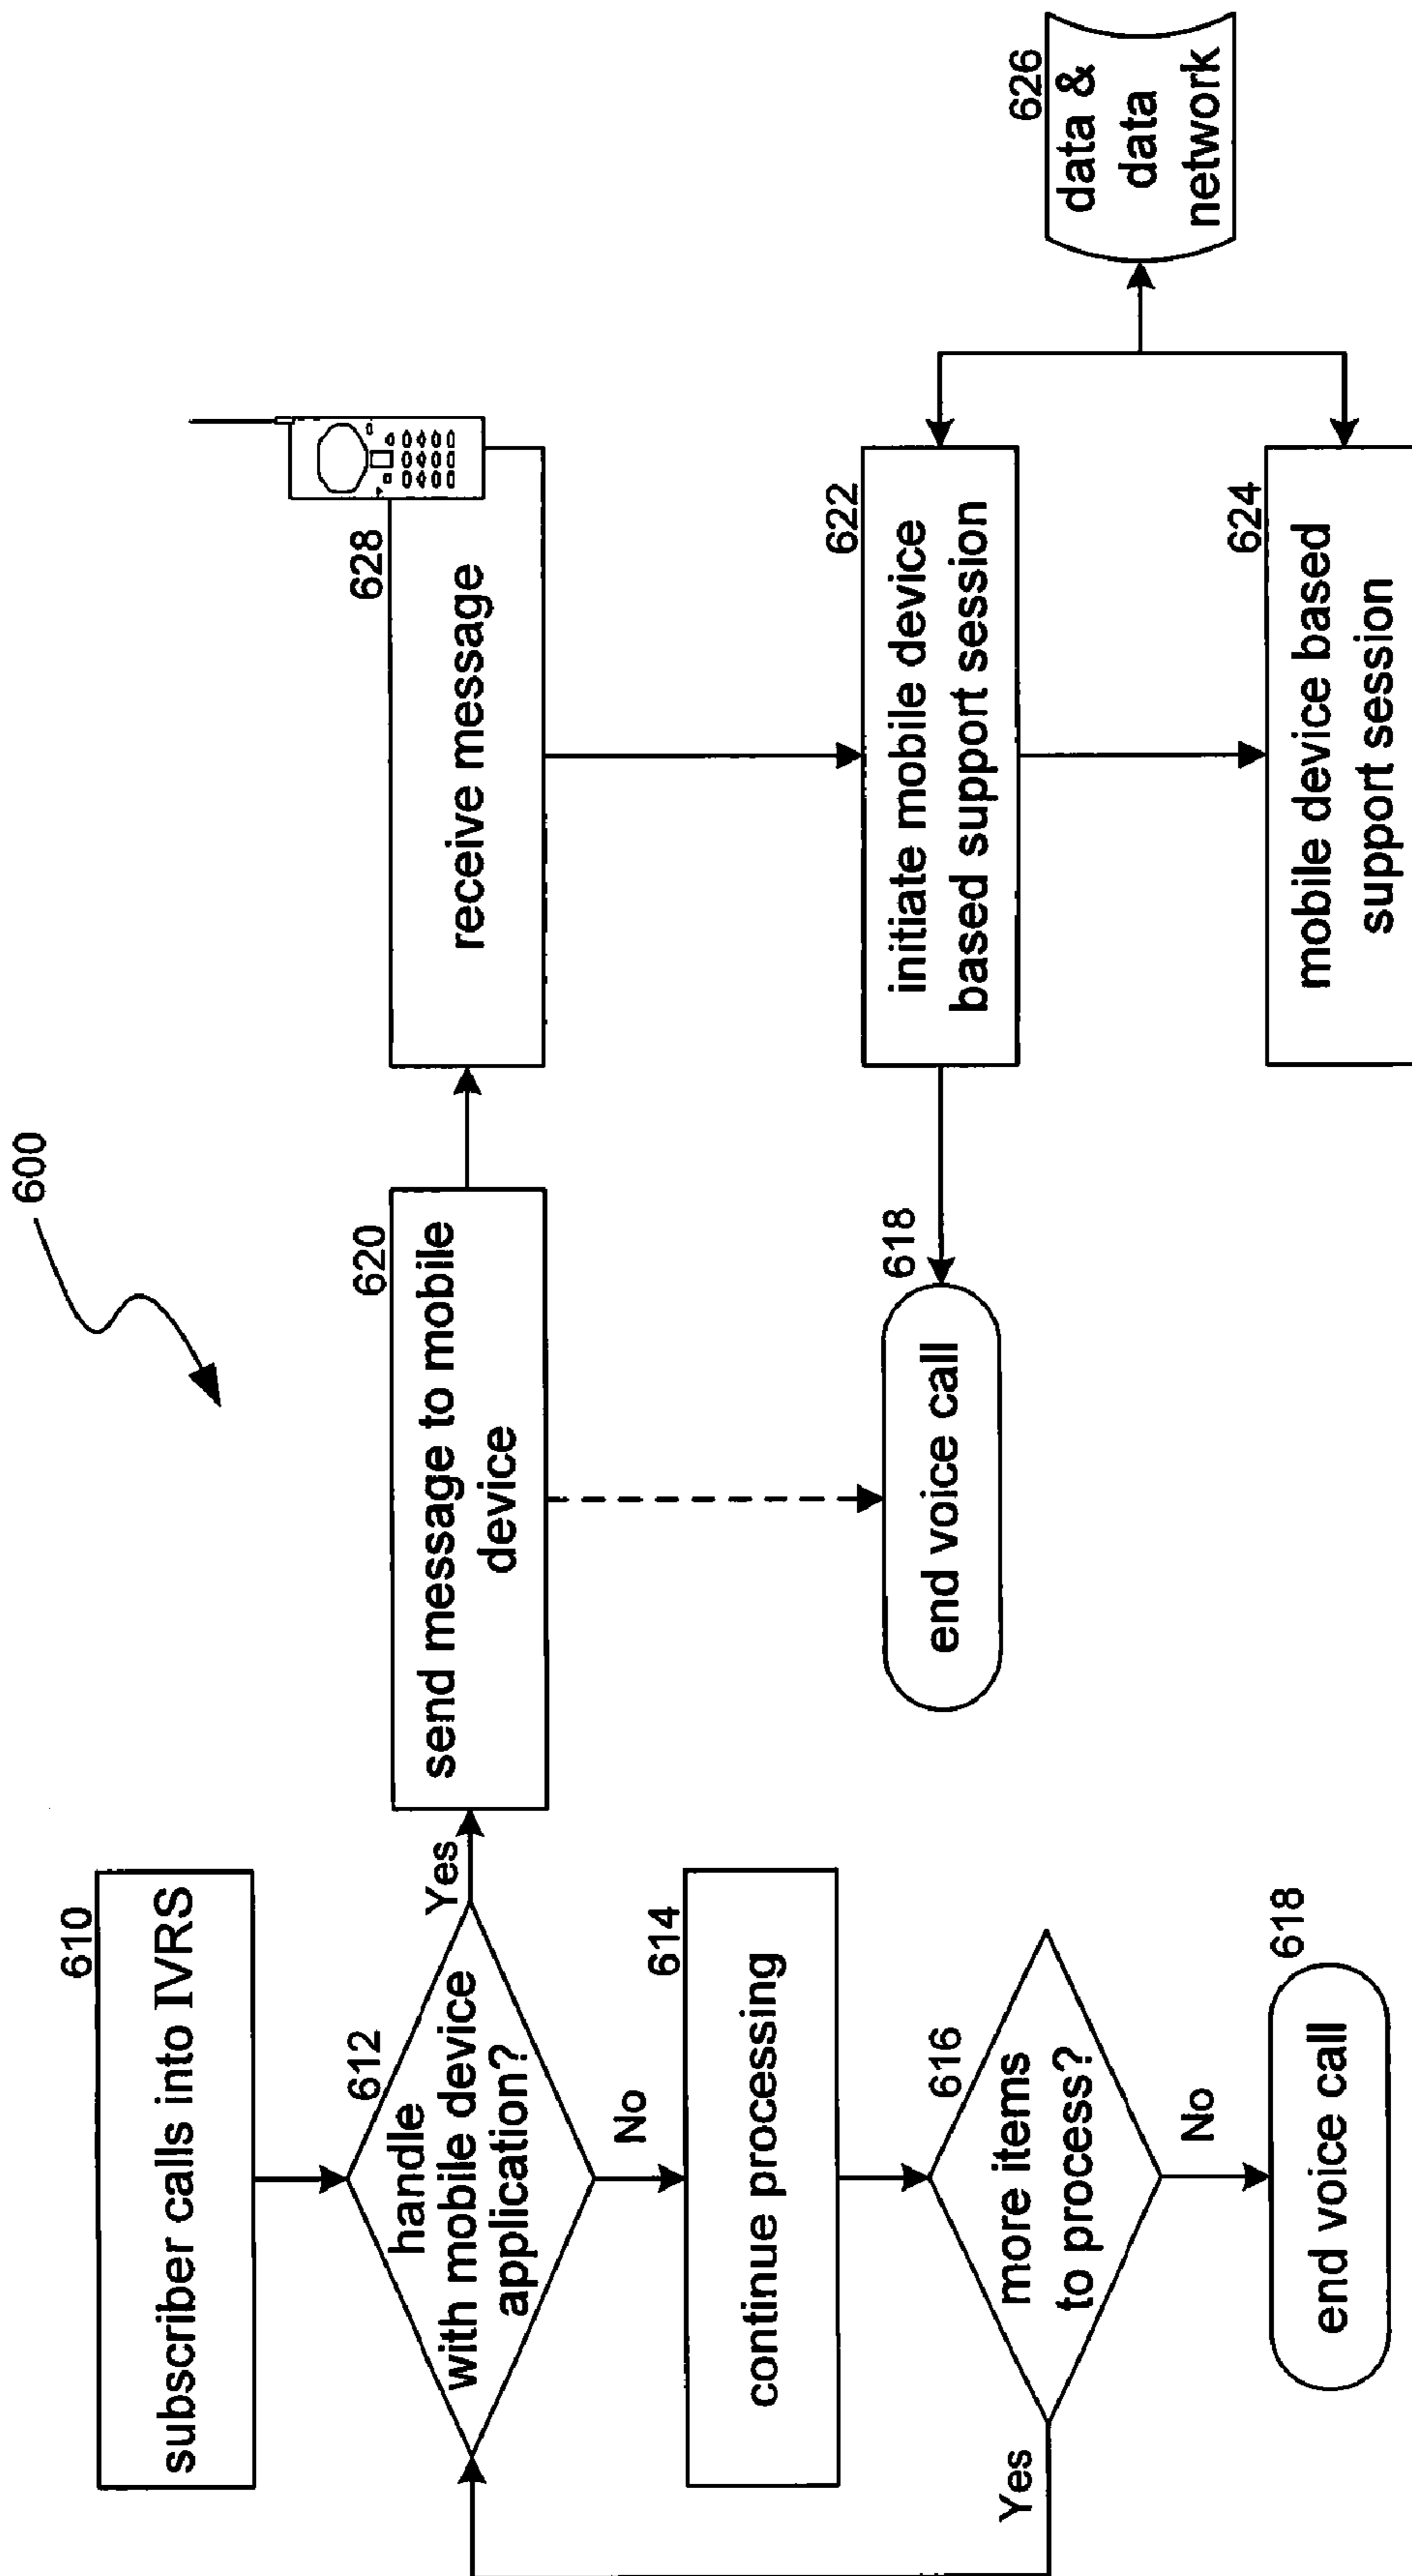 600
610
subscriber calls into IVRS
612
handle
with mobile device
application?
Yes
No
614
continue processing
616
more items
to process?
Yes
No
618
end voice call
620
send message to mobile
device
618
end voice call
628
receive message
622
initiate mobile device
based support session
624
mobile device based
support session
626
data &
data
network